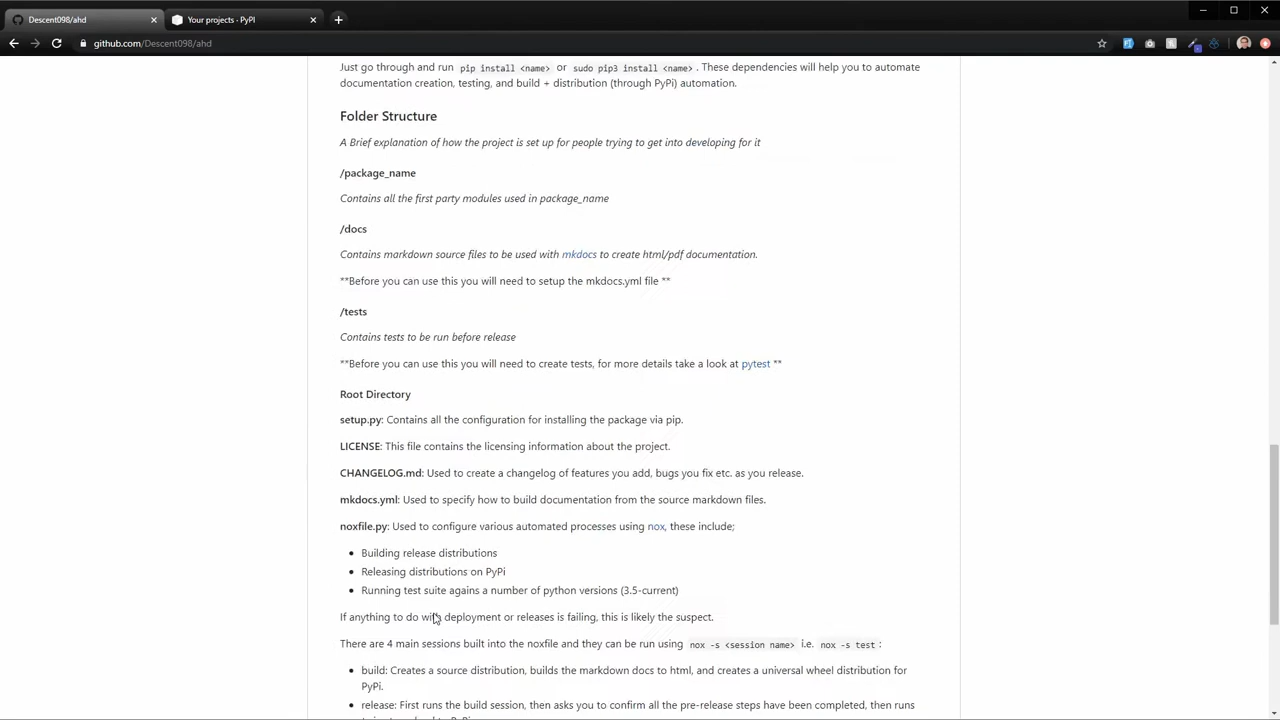 Descent098/ahd
Your projects · PyPI
github.com/Descent098/ahd
Just go through and run pip install <name> or sudo pip3 install <name> . These dependencies will help you to automate
documentation creation, testing, and build + distribution (through PyPi) automation.
Folder Structure
A Brief explanation of how the project is set up for people trying to get into developing for it
/package_name
Contains all the first party modules used in package_name
/docs
Contains markdown source files to be used with mkdocs to create html/pdf documentation.
**Before you can use this you will need to setup the mkdocs.yml file **
/tests
Contains tests to be run before release
**Before you can use this you will need to create tests, for more details take a look at pytest **
Root Directory
setup.py: Contains all the configuration for installing the package via pip.
LICENSE: This file contains the licensing information about the project.
CHANGELOG.md: Used to create a changelog of features you add, bugs you fix etc. as you release.
mkdocs.yml: Used to specify how to build documentation from the source markdown files.
noxfile.py: Used to configure various automated processes using nox, these include;
• Building release distributions
• Releasing distributions on PyPi
• Running test suite agains a number of python versions (3.5-current)
If anything to do with deployment or releases is failing, this is likely the suspect.
There are 4 main sessions built into the noxfile and they can be run using nox -s <session name> i.e. nox -s test :
• build: Creates a source distribution, builds the markdown docs to html, and creates a universal wheel distribution for
PyPi.
• release: First runs the build session, then asks you to confirm all the pre-release steps have been completed, then runs